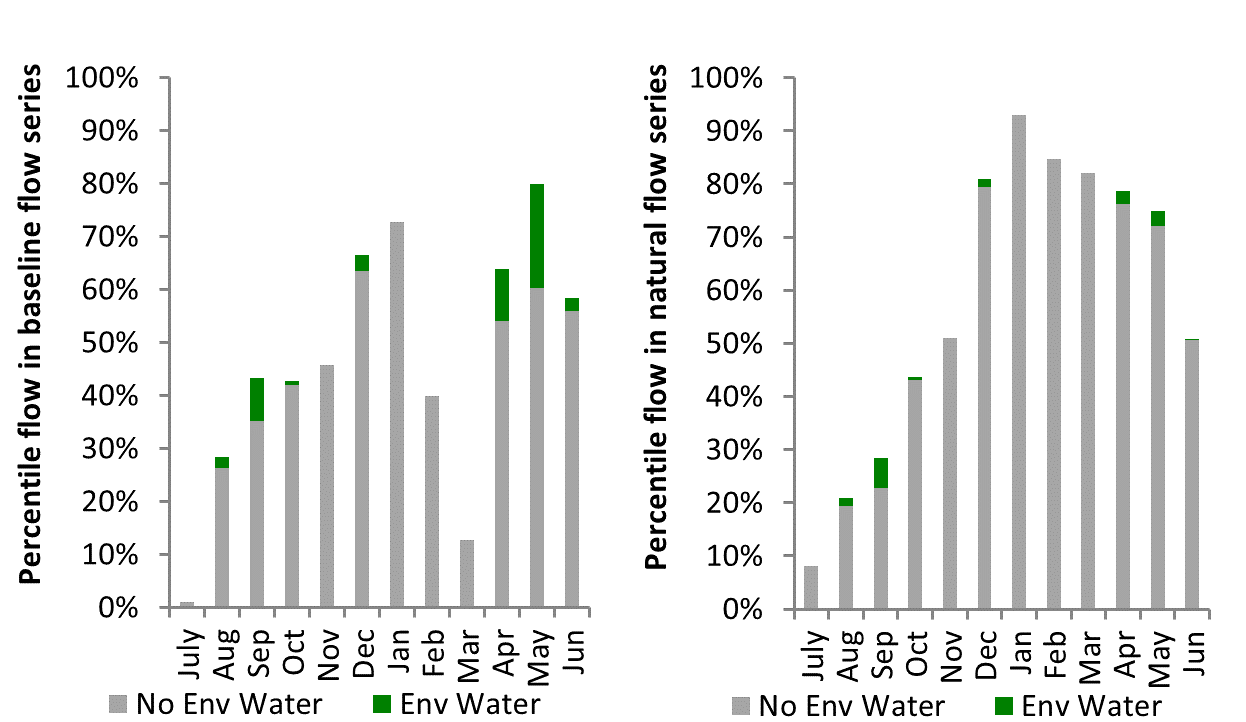 Percentile flow in baseline flow series
100%
90%
80%
70%
60%
50%
40%
30%
20%
10%
0%
July
Aug
Sep
Oct
Nov
Dec
Jan
Feb
Mar
Apr
May
Jun
No Env Water
Env Water
Percentile flow in natural flow series
100%
90%
80%
70%
60%
50%
40%
30%
20%
10%
0%
July
Aug
Sep
Oct
Nov
Dec
Jan
Feb
Mar
Apr
May
Jun
No Env Water
Env Water